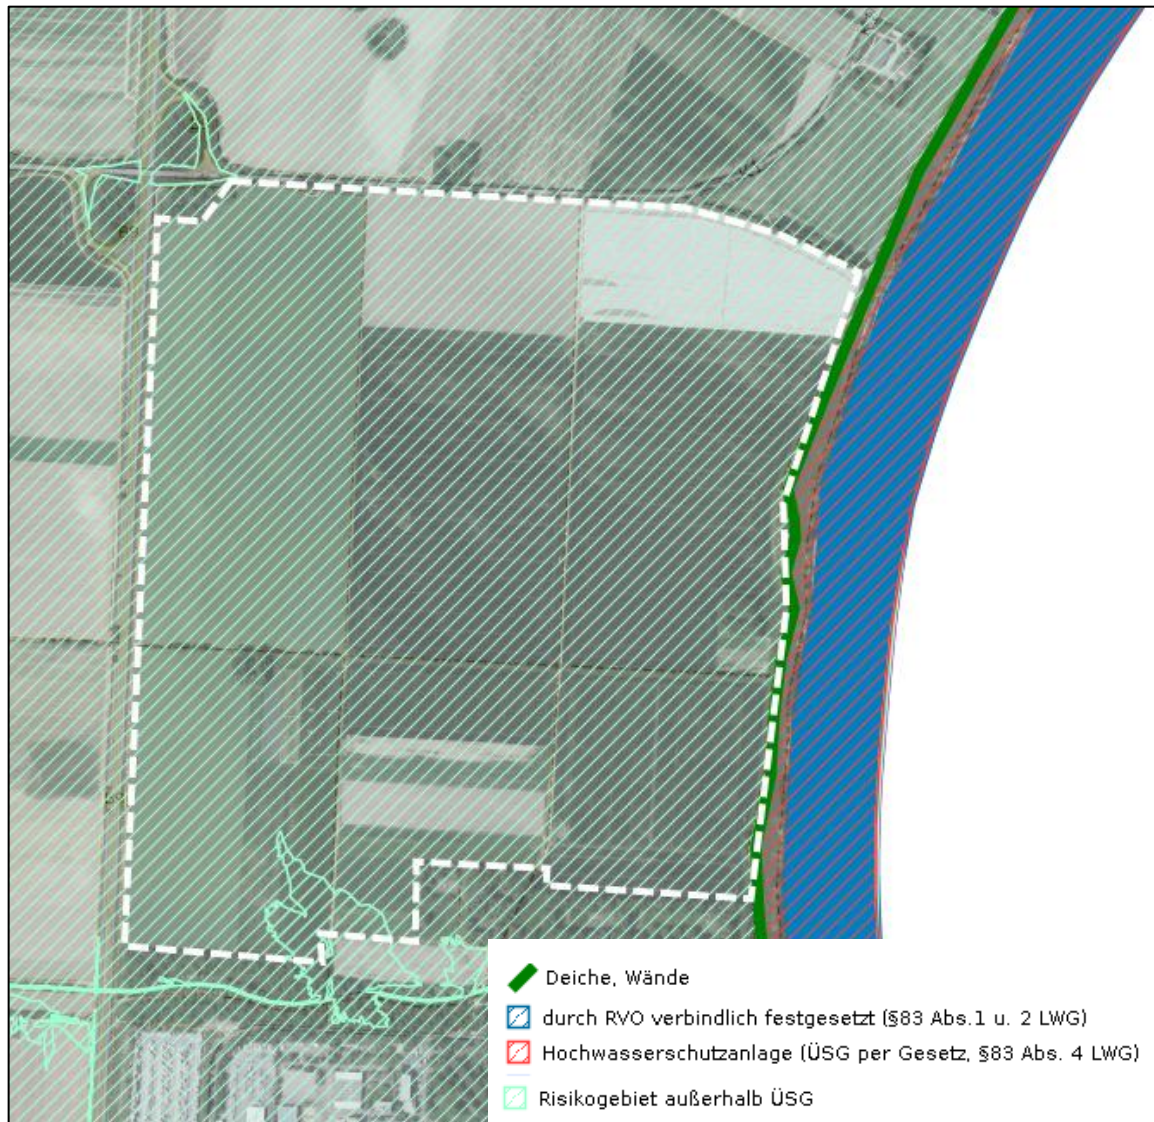 Deiche, Wände
durch RVO verbindlich festgesetzt (§83 Abs.1 u. 2 LWG)
Hochwasserschutzanlage (ÜSG per Gesetz, §83 Abs. 4 LWG)
Risikogebiet außerhalb ÜSG